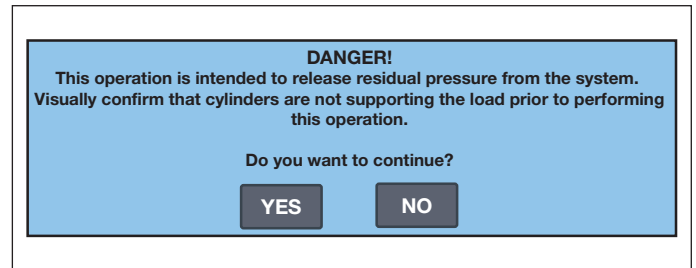 DANGER!
This operation is intended to release residual pressure from the system.
Visually confirm that cylinders are not supporting the load prior to performing
this operation.
Do you want to continue?
YES
NO